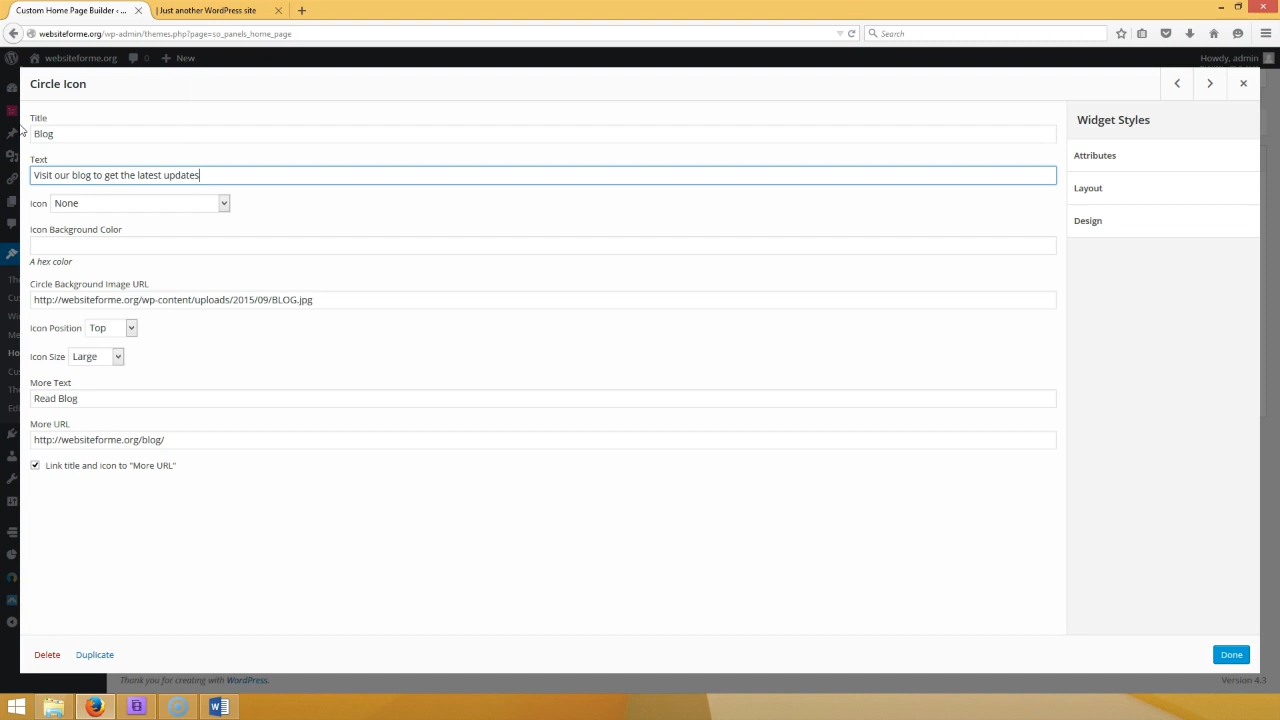 Custom Home Page Builder ‹ ...
| Just another WordPress site
websiteforme.org/wp-admin/themes.php?page=so_panels_home_page
Search
websiteforme.org
0
New
Howdy, admin
Circle Icon
Title
Blog
Widget Styles
Text
Visit our blog to get the latest updates
Attributes
Icon
None
Layout
Icon Background Color
Design
A hex color
Circle Background Image URL
http://websiteforme.org/wp-content/uploads/2015/09/BLOG.jpg
Icon Position
Top
Icon Size
Large
More Text
Read Blog
More URL
http://websiteforme.org/blog/
Link title and icon to "More URL"
Delete
Duplicate
Done
Thank you for creating with WordPress.
Version 4.3